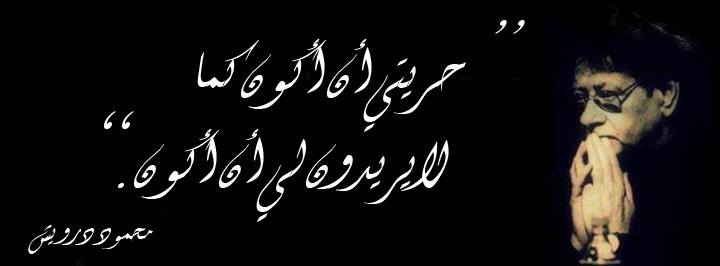 ,, حريتي أن أكون كما
لا يريدون لي أن أكون. ,,
محمود درويش